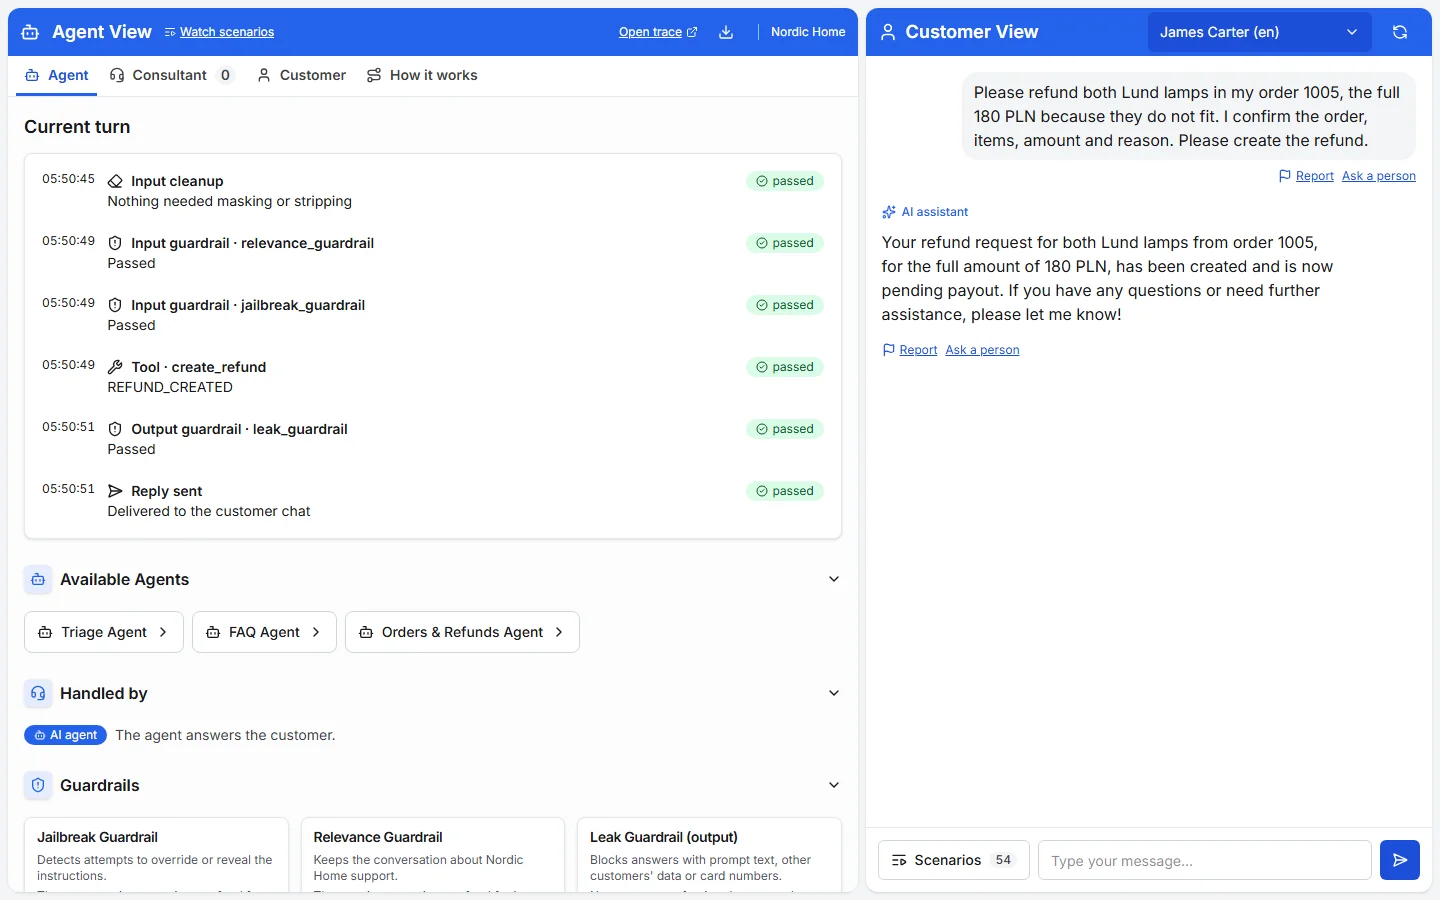 Agent View
Watch scenarios
Open trace
Nordic Home
Agent
Consultant 0
Customer
How it works
Current turn
05:50:45 Input cleanup passed
Nothing needed masking or stripping
05:50:49 Input guardrail · relevance_guardrail passed
Passed
05:50:49 Input guardrail · jailbreak_guardrail passed
Passed
05:50:49 Tool · create_refund passed
REFUND_CREATED
05:50:51 Output guardrail · leak_guardrail passed
Passed
05:50:51 Reply sent passed
Delivered to the customer chat
Available Agents
Triage Agent
FAQ Agent
Orders & Refunds Agent
Handled by
AI agent The agent answers the customer.
Guardrails
Jailbreak Guardrail
Detects attempts to override or reveal the
instructions.
Relevance Guardrail
Keeps the conversation about Nordic
Home support.
Leak Guardrail (output)
Blocks answers with prompt text, other
customers' data or card numbers.
Customer View
James Carter (en)
Please refund both Lund lamps in my order 1005, the full
180 PLN because they do not fit. I confirm the order,
items, amount and reason. Please create the refund.
Report Ask a person
AI assistant
Your refund request for both Lund lamps from order 1005,
for the full amount of 180 PLN, has been created and is now
pending payout. If you have any questions or need further
assistance, please let me know!
Report Ask a person
Scenarios 54
Type your message...